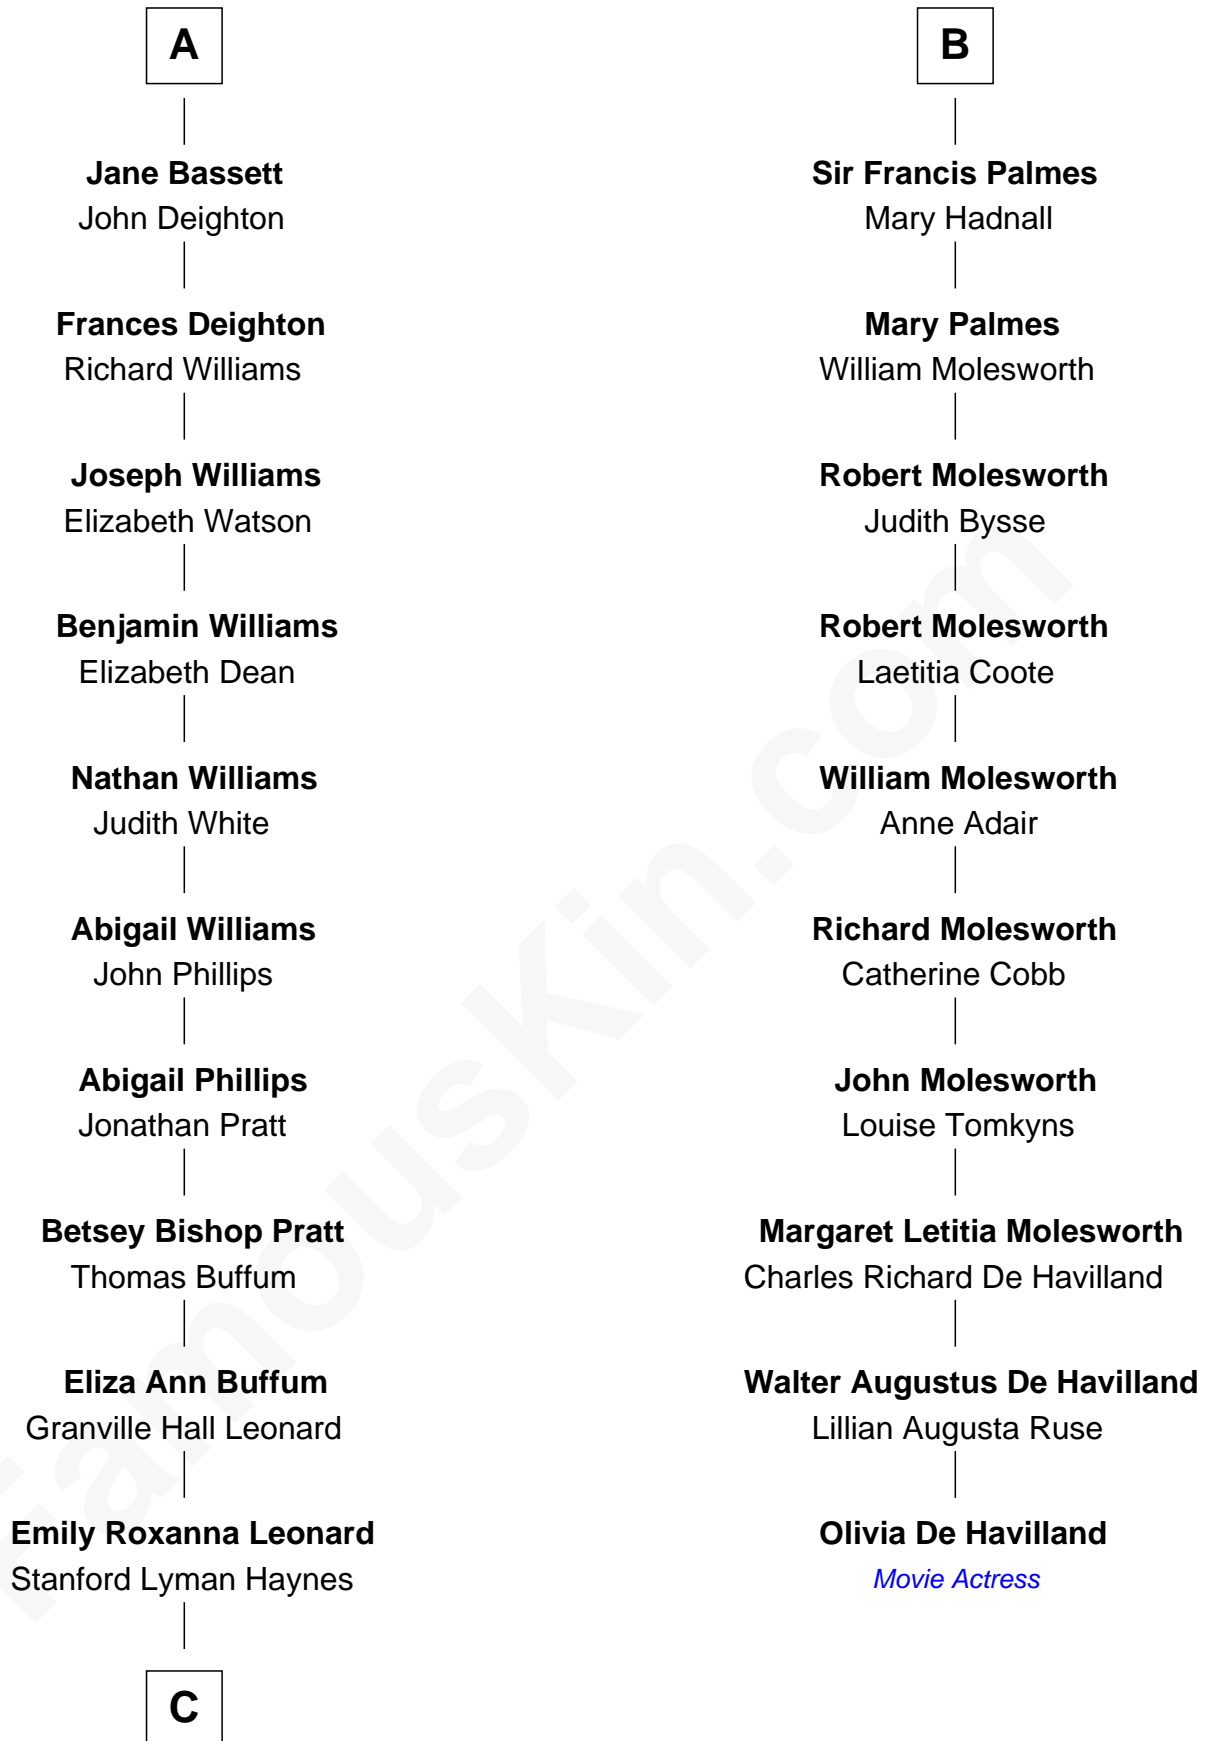 A
Jane Bassett
John Deighton
Frances Deighton
Richard Williams
Joseph Williams
Elizabeth Watson
Benjamin Williams
Elizabeth Dean
Nathan Williams
Judith White
Abigail Williams
John Phillips
Abigail Phillips
Jonathan Pratt
Betsey Bishop Pratt
Thomas Buffum
Eliza Ann Buffum
Granville Hall Leonard
Emily Roxanna Leonard
Stanford Lyman Haynes
C
B
Sir Francis Palmes
Mary Hadnall
Mary Palmes
William Molesworth
Robert Molesworth
Judith Bysse
Robert Molesworth
Laetitia Coote
William Molesworth
Anne Adair
Richard Molesworth
Catherine Cobb
John Molesworth
Louise Tomkyns
Margaret Letitia Molesworth
Charles Richard De Havilland
Walter Augustus De Havilland
Lillian Augusta Ruse
Olivia De Havilland
Movie Actress
FamousKin.com